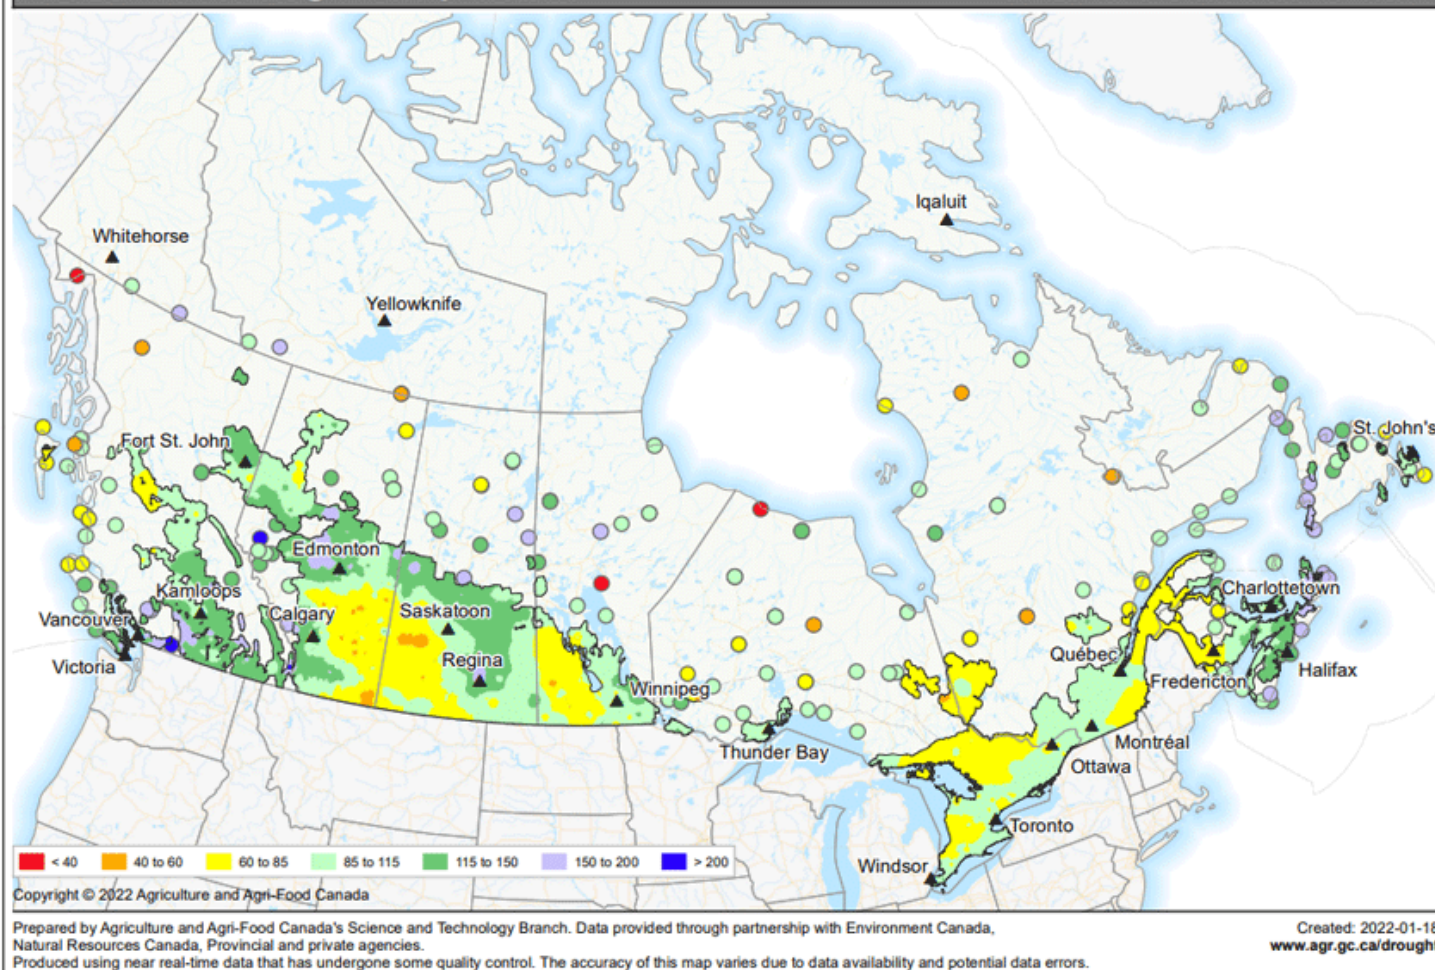 Iqaluit
Whitehorse
Yellowknife
St. John's
Fort St. John
Edmonton
Kamloops
Charlottetown
Vancouver
Calgary
Saskatoon
Québec
Victoria
Regina
Halifax
Fredericton
Winnipeg
Montréal
Thunder Bay
Ottawa
Toronto
Windsor
< 40 40 to 60 60 to 85 85 to 115 115 to 150 150 to 200 > 200
Copyright © 2022 Agriculture and Agri-Food Canada
Prepared by Agriculture and Agri-Food Canada's Science and Technology Branch. Data provided through partnership with Environment Canada,
Created: 2022-01-18
Natural Resources Canada, Provincial and private agencies.
www.agr.gc.ca/drought
Produced using near real-time data that has undergone some quality control. The accuracy of this map varies due to data availability and potential data errors.